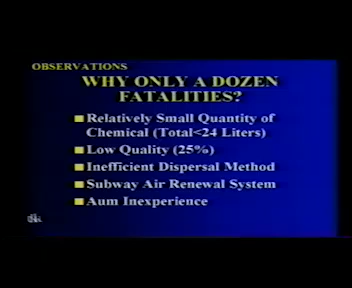 OBSERVATIONS
WHY ONLY A DOZEN
FATALITIES?
Relatively Small Quantity of
Chemical (Total<24 Liters)
Low Quality (25%)
Inefficient Dispersal Method
Subway Air Renewal System
Aum Inexperience